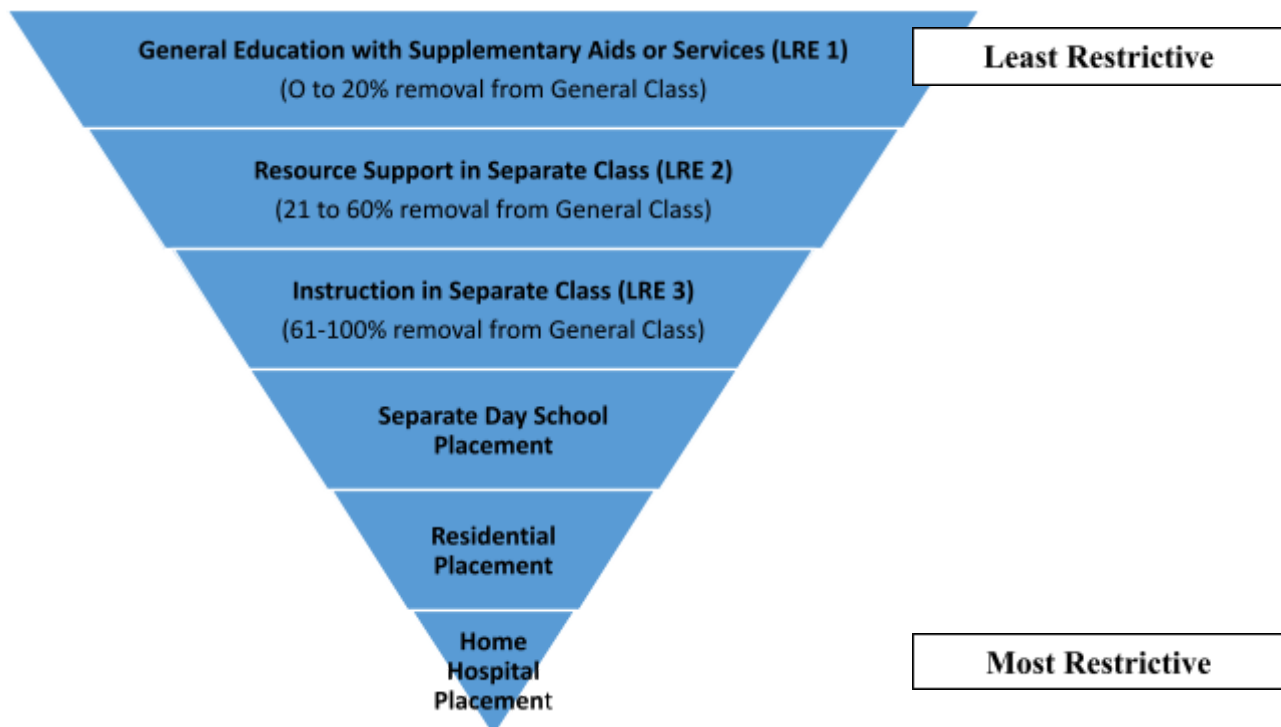 General Education with Supplementary Aids or Services (LRE 1)
(O to 20% removal from General Class)
Least Restrictive
Resource Support in Separate Class (LRE 2)
(21 to 60% removal from General Class)
Instruction in Separate Class (LRE 3)
(61-100% removal from General Class)
Separate Day School
Placement
Residential
Placement
Home
Hospital
Placement
Most Restrictive